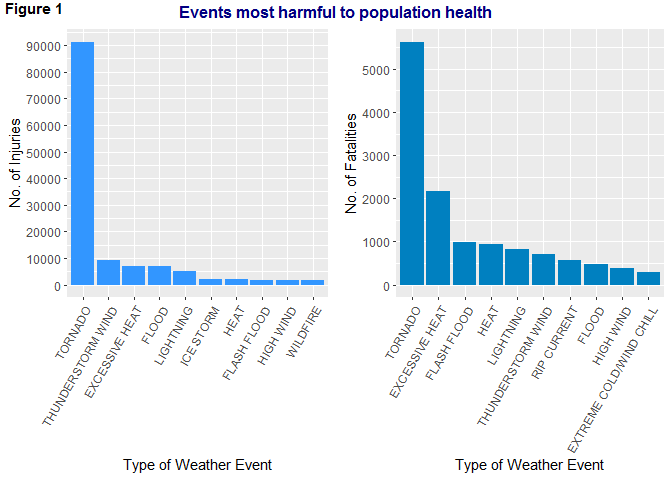 Figure 1
Events most harmful to population health
No. of Injuries
90000
80000
70000
60000
50000
40000
30000
20000
10000
0
TORNADO
THUNDERSTORM WIND
EXCESSIVE HEAT
FLOOD
LIGHTNING
ICE STORM
HEAT
FLASH FLOOD
HIGH WIND
WILDFIRE
Type of Weather Event
No. of Fatalities
5000
4000
3000
2000
1000
0
TORNADO
EXCESSIVE HEAT
FLASH FLOOD
HEAT
LIGHTNING
THUNDERSTORM WIND
RIP CURRENT
FLOOD
HIGH WIND
EXTREME COLD/WIND CHILL
Type of Weather Event